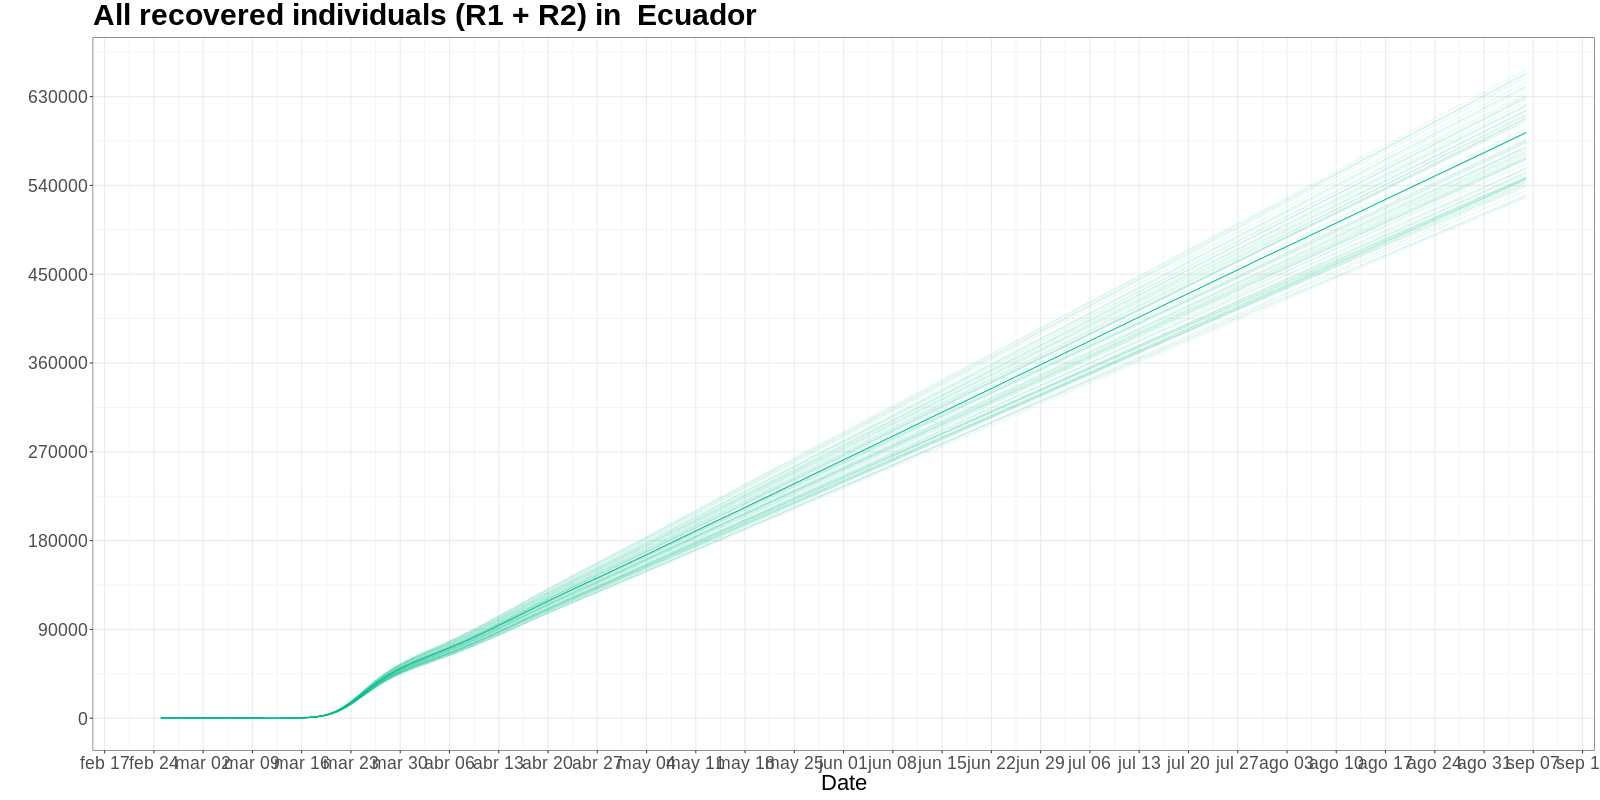 All recovered individuals (R1 + R2) in  Ecuador
630000
540000
450000
360000
270000
180000
90000
0
feb 17 feb 24 mar 02 mar 09 mar 16 mar 23 mar 30 abr 06 abr 13 abr 20 abr 27 may 04 may 11 may 18 may 25 jun 01 jun 08 jun 15 jun 22 jun 29 jul 06 jul 13 jul 20 jul 27 ago 03 ago 10 ago 17 ago 24 ago 31 sep 07 sep 1
Date